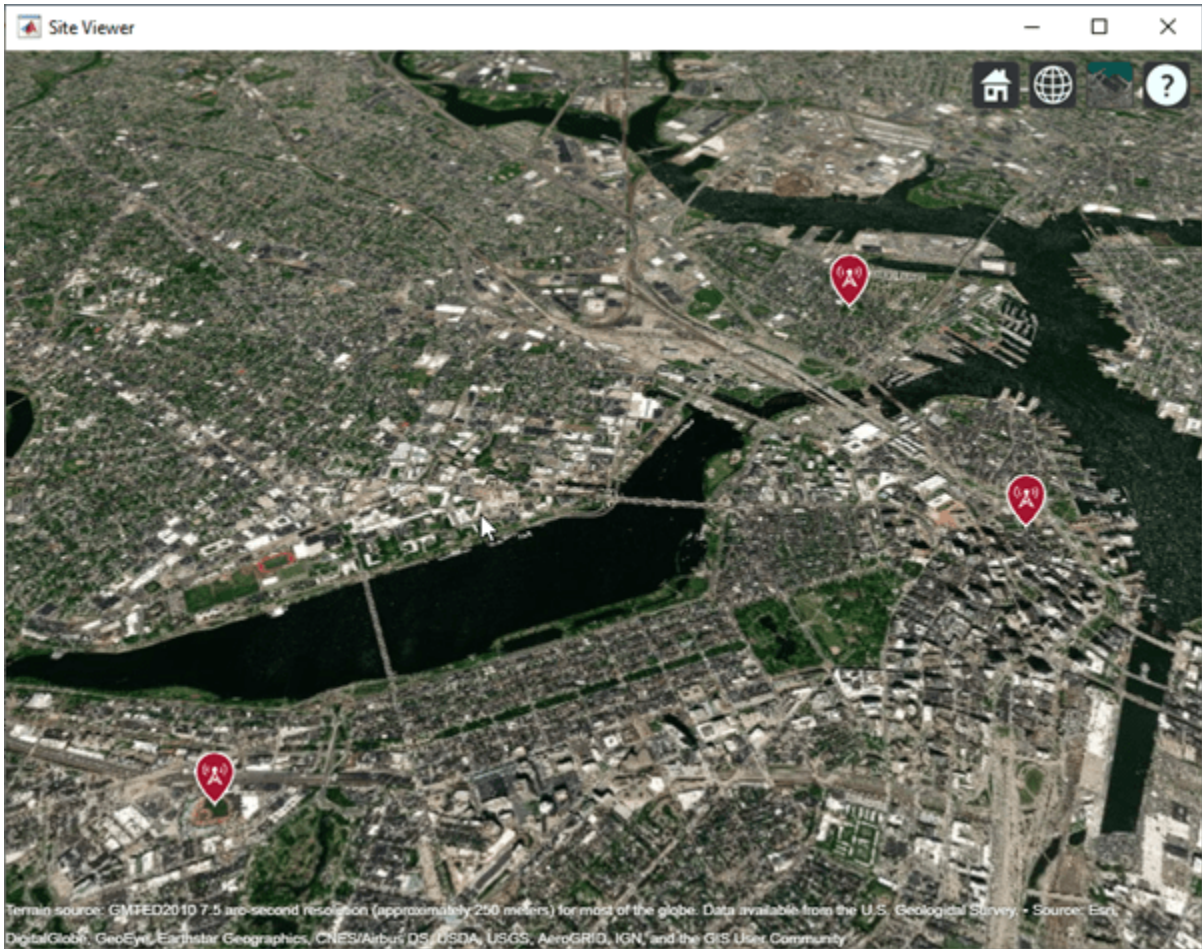 Site Viewer
?
Terrain source: GMTED2010 7.5 arc-second resolution (approximately 250 meters) for most of the globe. Data available from the U.S. Geological Survey. • Source: Esri,
DigitalGlobe, GeoEye, Earthstar Geographics, CNES/Airbus DS, USDA, USGS, AeroGRID, IGN, and the GIS User Community